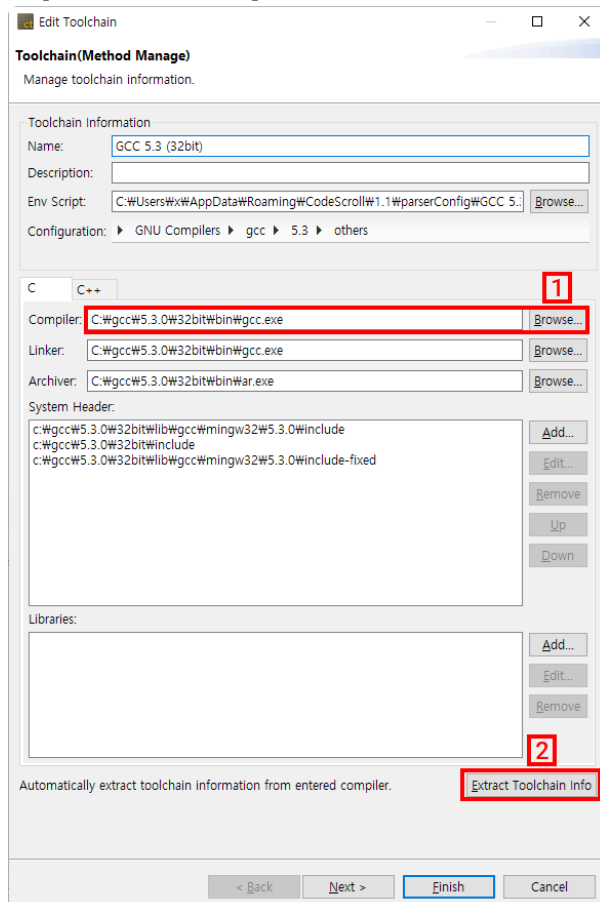 ct Edit Toolchain
Toolchain(Method Manage)
Manage toolchain information.
Toolchain Information
Name: GCC 5.3 (32bit)
Description:
Env Script: C:₩Users₩x₩AppData₩Roaming₩CodeScroll₩1.1₩parserConfig₩GCC 5.: Browse...
Configuration: GNU Compilers gcc 5.3 others
C C++ 1
Compiler: C:₩gcc₩5.3.0₩32bit₩bin₩gcc.exe Browse...
Linker: C:₩gcc₩5.3.0₩32bit₩bin₩gcc.exe Browse...
Archiver: C:₩gcc₩5.3.0₩32bit₩bin₩ar.exe Browse...
System Header:
c:₩gcc₩5.3.0₩32bit₩lib₩gcc₩mingw32₩5.3.0₩include
c:₩gcc₩5.3.0₩32bit₩include
c:₩gcc₩5.3.0₩32bit₩lib₩gcc₩mingw32₩5.3.0₩include-fixed
Add...
Edit...
Remove
Up
Down
Libraries:
Add...
Edit...
Remove
2
Automatically extract toolchain information from entered compiler. Extract Toolchain Info
< Back Next > Finish Cancel